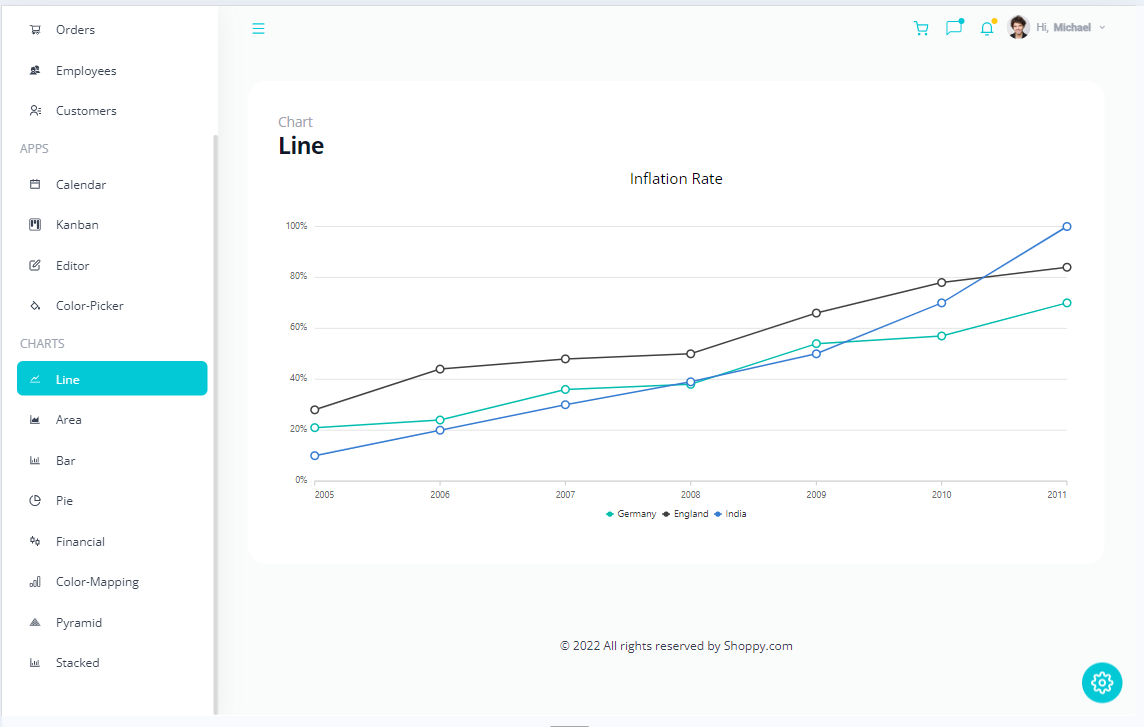 Orders
Employees
Customers
APPS
Calendar
Kanban
Editor
Color-Picker
CHARTS
Line
Area
Bar
Pie
Financial
Color-Mapping
Pyramid
Stacked
Hi, Michael
Chart
Line
Inflation Rate
100%
80%
60%
40%
20%
0%
2005 2006 2007 2008 2009 2010 2011
Germany England India
© 2022 All rights reserved by Shoppy.com